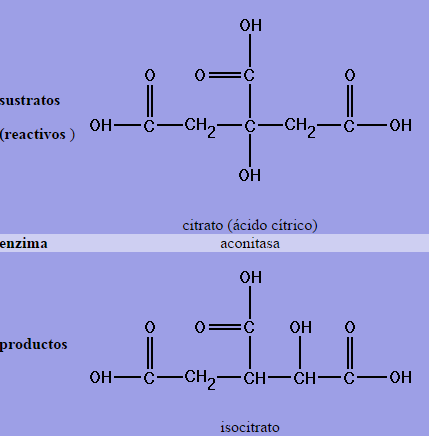 OH
O O C O
sustratos
OH C CH2 C CH2 C OH
(reactivos )
OH
citrato (ácido cítrico)
enzima aconitasa
OH
O O C OH O
productos
OH C CH2 CH CH C OH
isocitrato